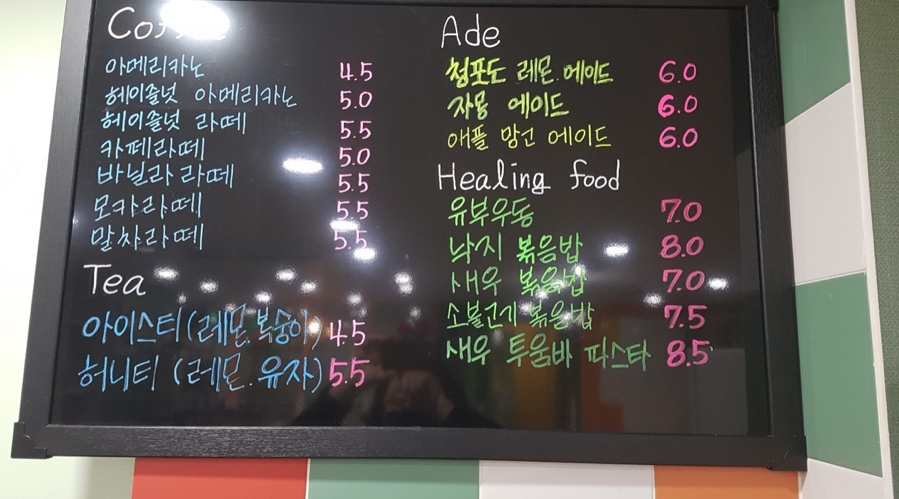 Coffee
아메리카노 4.5
헤이즐넛 아메리카노 5.0
헤이즐넛 라떼 5.5
카페라떼 5.0
바닐라 라떼 5.5
모카라떼 5.5
말차라떼 5.5
Tea
아이스티(레몬.복숭아) 4.5
허니티 (레몬.유자) 5.5
Ade
청포도 레몬.에이드 6.0
자몽 에이드 6.0
애플 망고 에이드 6.0
Healing food
유부우동 7.0
낙지 볶음밥 8.0
새우 볶음밥 7.0
소불고기 볶음밥 7.5
새우 투움바 파스타 8.5